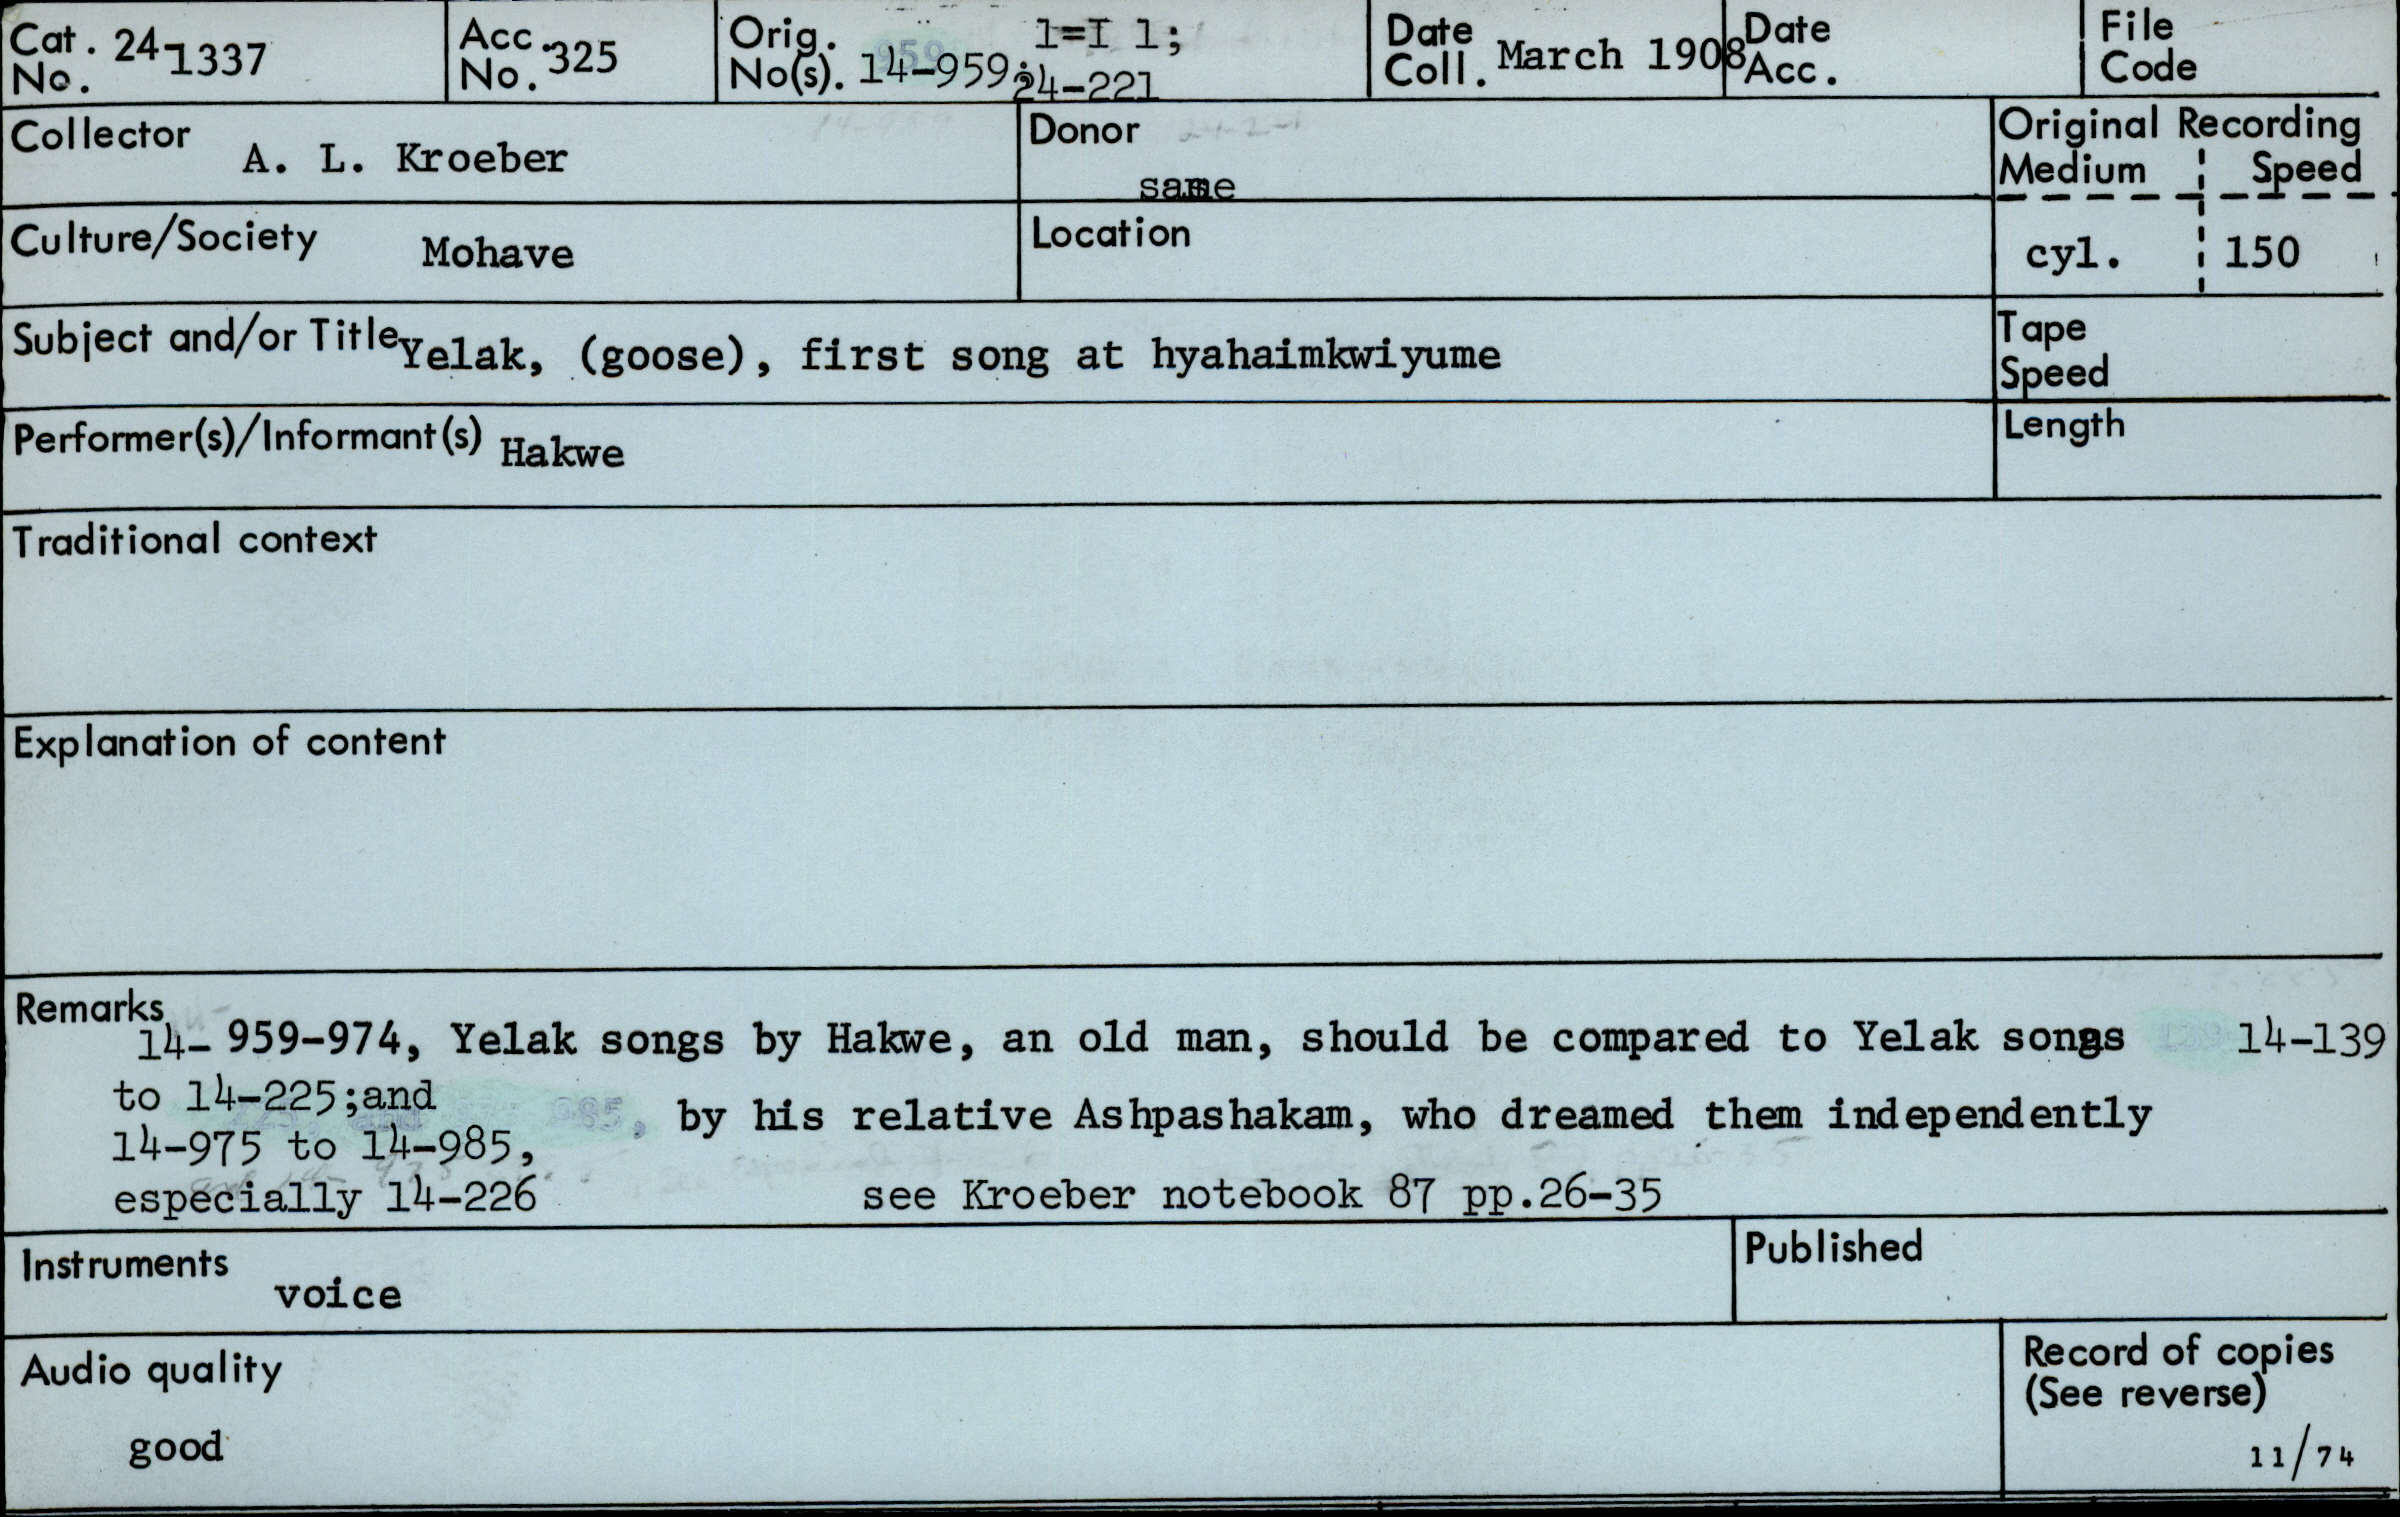 Cat. No. 24-1337 Acc. No. 325 Orig. No(s). 14-959; 1=I 1; 24-221 Date Coll. March 1908 Date Acc. File Code
Collector A. L. Kroeber Donor same Original Recording
Medium Speed
Culture/Society Mohave Location cyl. 150
Subject and/or Title Yelak, (goose), first song at hyahaimkwiyume Tape Speed
Performer(s)/Informant(s) Hakwe Length
Traditional context
Explanation of content
Remarks
14- 959-974, Yelak songs by Hakwe, an old man, should be compared to Yelak songs 14-139
to 14-225;and
14-975 to 14-985, by his relative Ashpashakam, who dreamed them independently
especially 14-226 see Kroeber notebook 87 pp.26-35
Instruments voice Published
Audio quality good Record of copies
(See reverse)
11/74